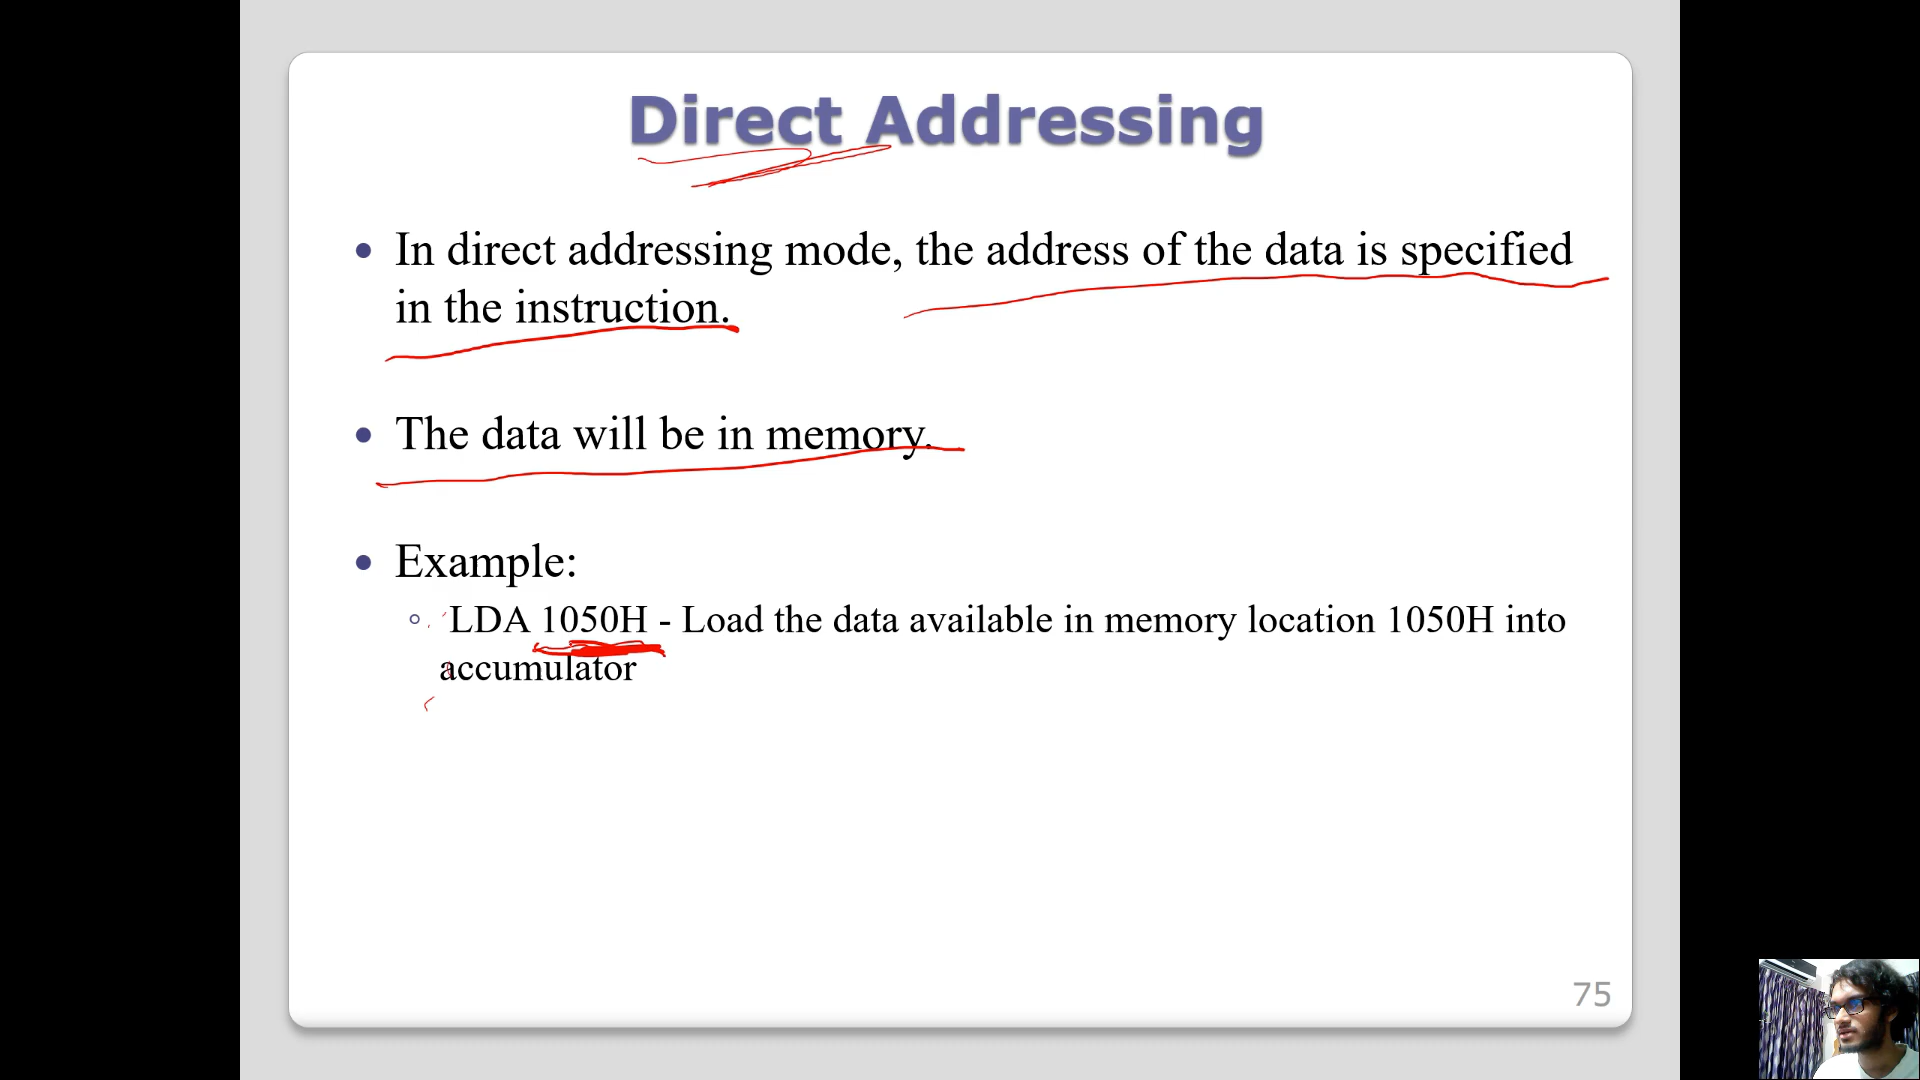 Direct Addressing
• In direct addressing mode, the address of the data is specified
in the instruction.
• The data will be in memory.
• Example:
◦ LDA 1050H - Load the data available in memory location 1050H into
accumulator
75